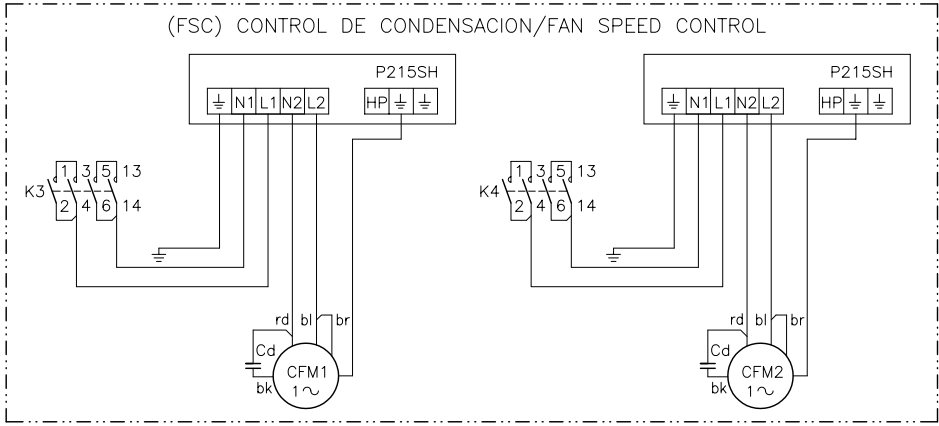 (FSC) CONTROL DE CONDENSACION/FAN SPEED CONTROL
P215SH
N1 L1 N2 L2 HP
K3
1 3 5 13
2 4 6 14
rd bl br
Cd
bk
CFM1
1~
P215SH
N1 L1 N2 L2 HP
K4
1 3 5 13
2 4 6 14
rd bl br
Cd
bk
CFM2
1~